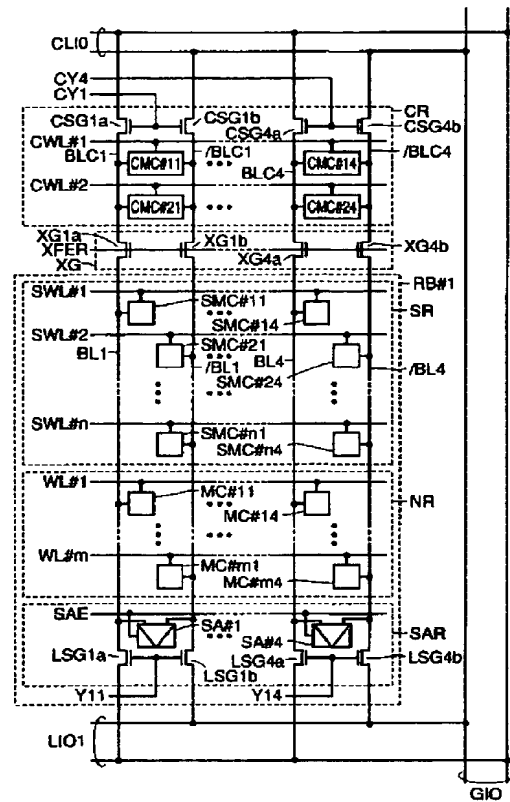 CLI0
CY4
CY1
CSG1a CSG1b CR
CSG4a CSG4b
CWL#1
BLC1 CMC#11 /BLC1 BLC4 CMC#14 /BLC4
CWL#2
CMC#21 CMC#24
XG1a XG1b XG4b
XFER XG4a
XG
RB#1
SWL#1 SMC#11 SR
SMC#14
SWL#2 SMC#21
BL1 /BL1 BL4 /BL4
SMC#24
SWL#n SMC#n1
SMC#n4
WL#1 MC#11 NR
MC#14
WL#m MC#m1
MC#m4
SAE SA#1 SAR
SA#4
LSG1a LSG4a LSG4b
LSG1b
Y11 Y14
LIO1
GIO